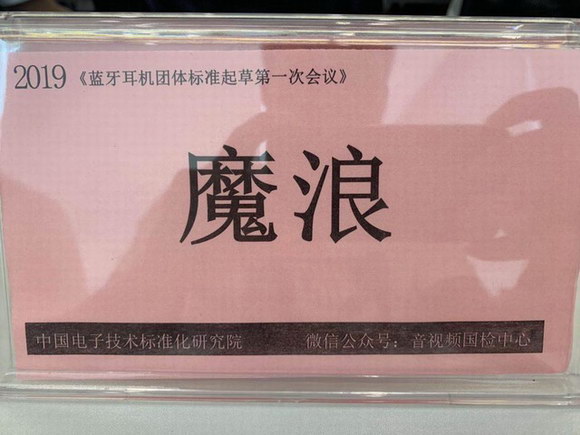 2019《蓝牙耳机团体标准起草第一次会议》
魔浪
中国电子技术标准化研究院 微信公众号：音视频国检中心